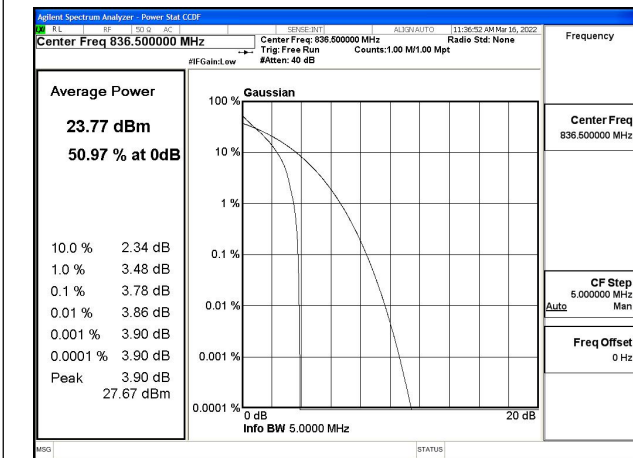 Agilent Spectrum Analyzer - Power Stat CCDF
RL RF 50 Ω AC SENSE:INT ALIGN AUTO 11:36:52 AM Mar 16, 2022
Center Freq 836.500000 MHz
Center Freq: 836.500000 MHz Radio Std: None
Trig: Free Run Counts:1.00 M/1.00 Mpt
#IFGain:Low #Atten: 40 dB
Frequency
Average Power
23.77 dBm
50.97 % at 0dB
10.0 % 2.34 dB
1.0 % 3.48 dB
0.1 % 3.78 dB
0.01 % 3.86 dB
0.001 % 3.90 dB
0.0001 % 3.90 dB
Peak 3.90 dB
27.67 dBm
Gaussian
100 %
10 %
1 %
0.1 %
0.01 %
0.001 %
0.0001 %
0 dB 20 dB
Info BW 5.0000 MHz
Center Freq
836.500000 MHz
CF Step
5.000000 MHz
Auto Man
Freq Offset
0 Hz
MSG STATUS